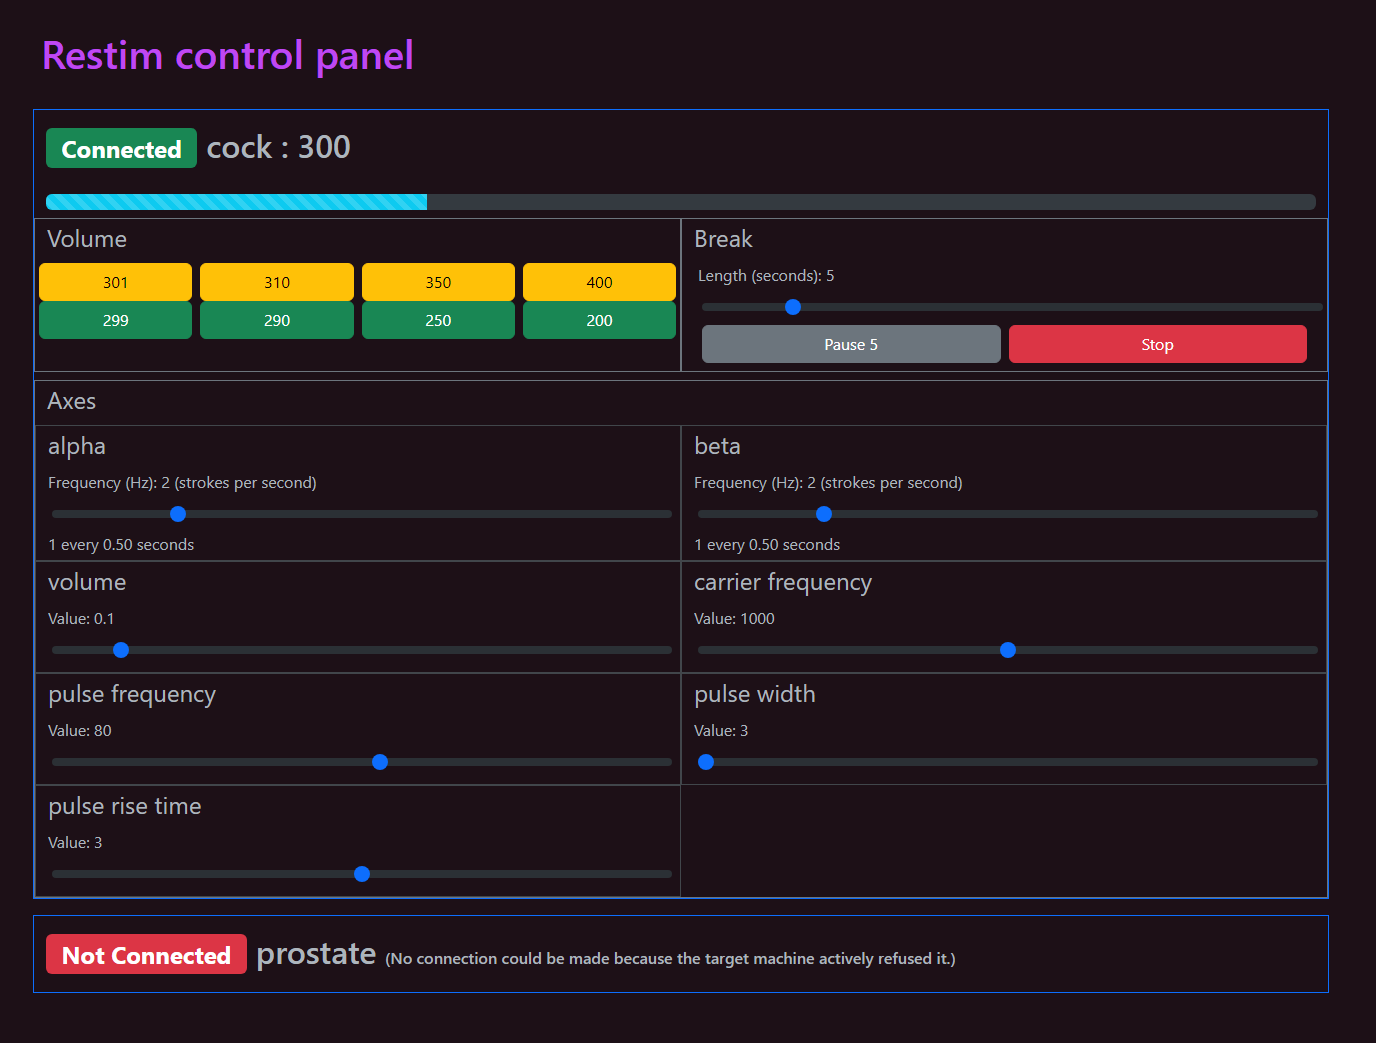 Restim control panel
Connected cock : 300
Volume
301 310 350 400
299 290 250 200
Break
Length (seconds): 5
Pause 5 Stop
Axes
alpha
Frequency (Hz): 2 (strokes per second)
1 every 0.50 seconds
beta
Frequency (Hz): 2 (strokes per second)
1 every 0.50 seconds
volume
Value: 0.1
carrier frequency
Value: 1000
pulse frequency
Value: 80
pulse width
Value: 3
pulse rise time
Value: 3
Not Connected prostate (No connection could be made because the target machine actively refused it.)